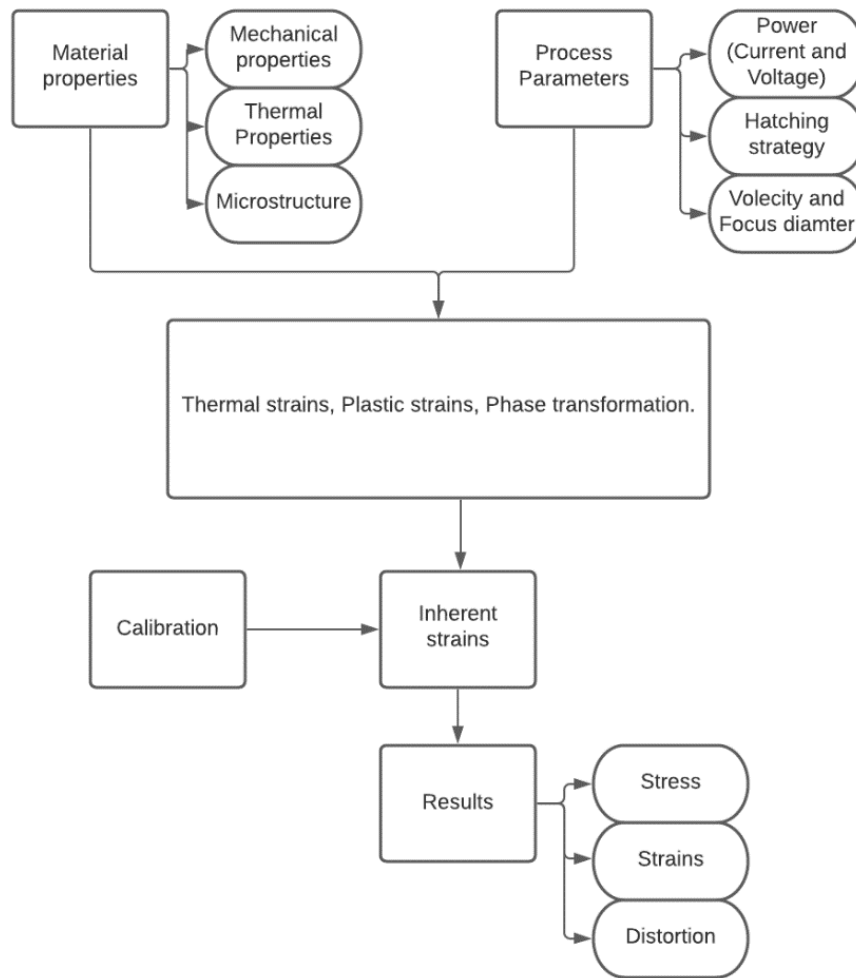 Material
properties
Mechanical
properties
Thermal
Properties
Microstructure
Process
Parameters
Power
(Current and
Voltage)
Hatching
strategy
Volecity and
Focus diamter
Thermal strains, Plastic strains, Phase transformation.
Calibration
Inherent
strains
Results
Stress
Strains
Distortion